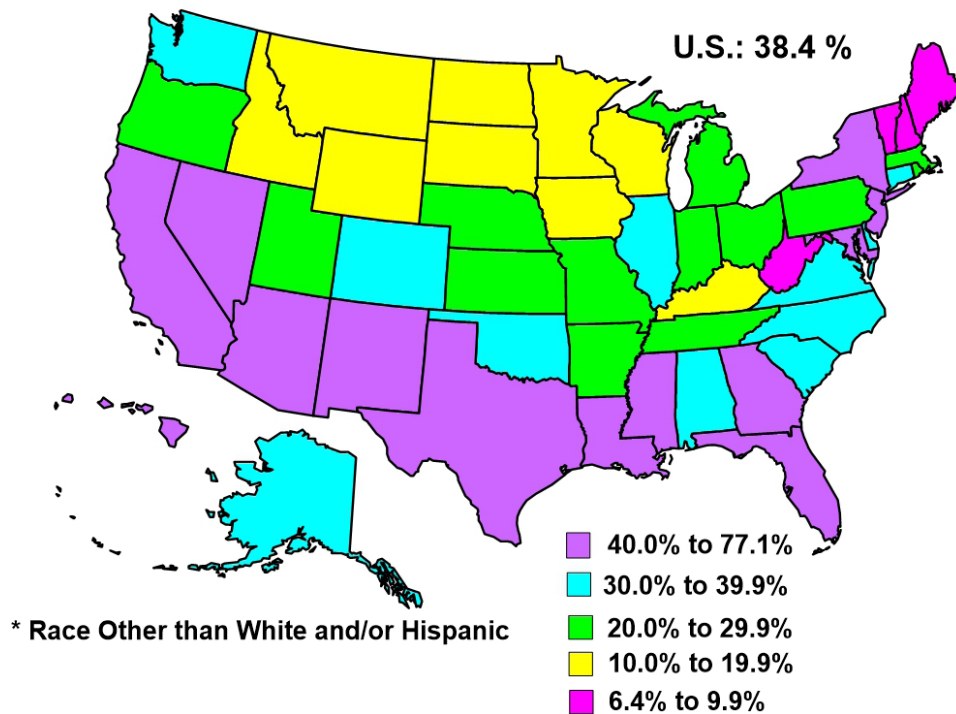 U.S.: 38.4 %
40.0% to 77.1%
30.0% to 39.9%
* Race Other than White and/or Hispanic
20.0% to 29.9%
10.0% to 19.9%
6.4% to 9.9%